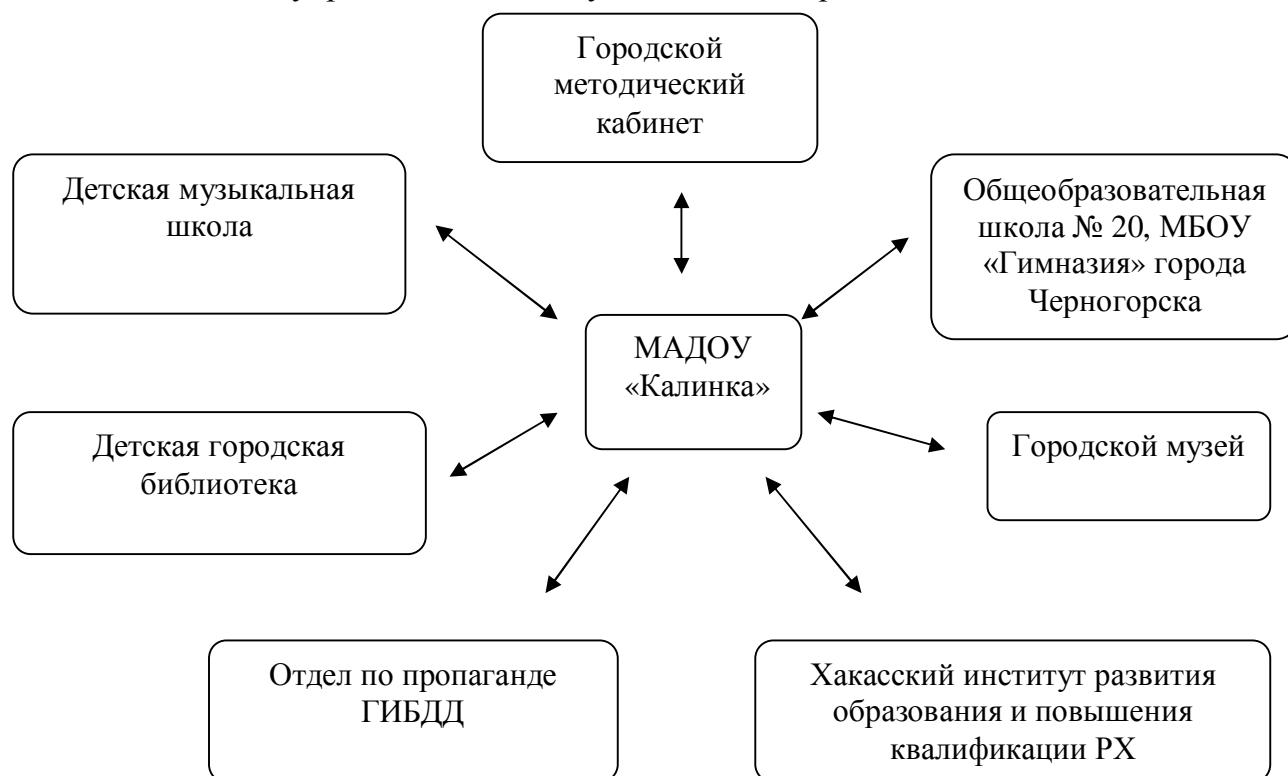 Городской
методический
кабинет
Детская музыкальная
школа
Общеобразовательная
школа № 20, МБОУ
«Гимназия» города
Черногорска
МАДОУ
«Калинка»
Детская городская
библиотека
Городской музей
Отдел по пропаганде
ГИБДД
Хакасский институт развития
образования и повышения
квалификации РХ